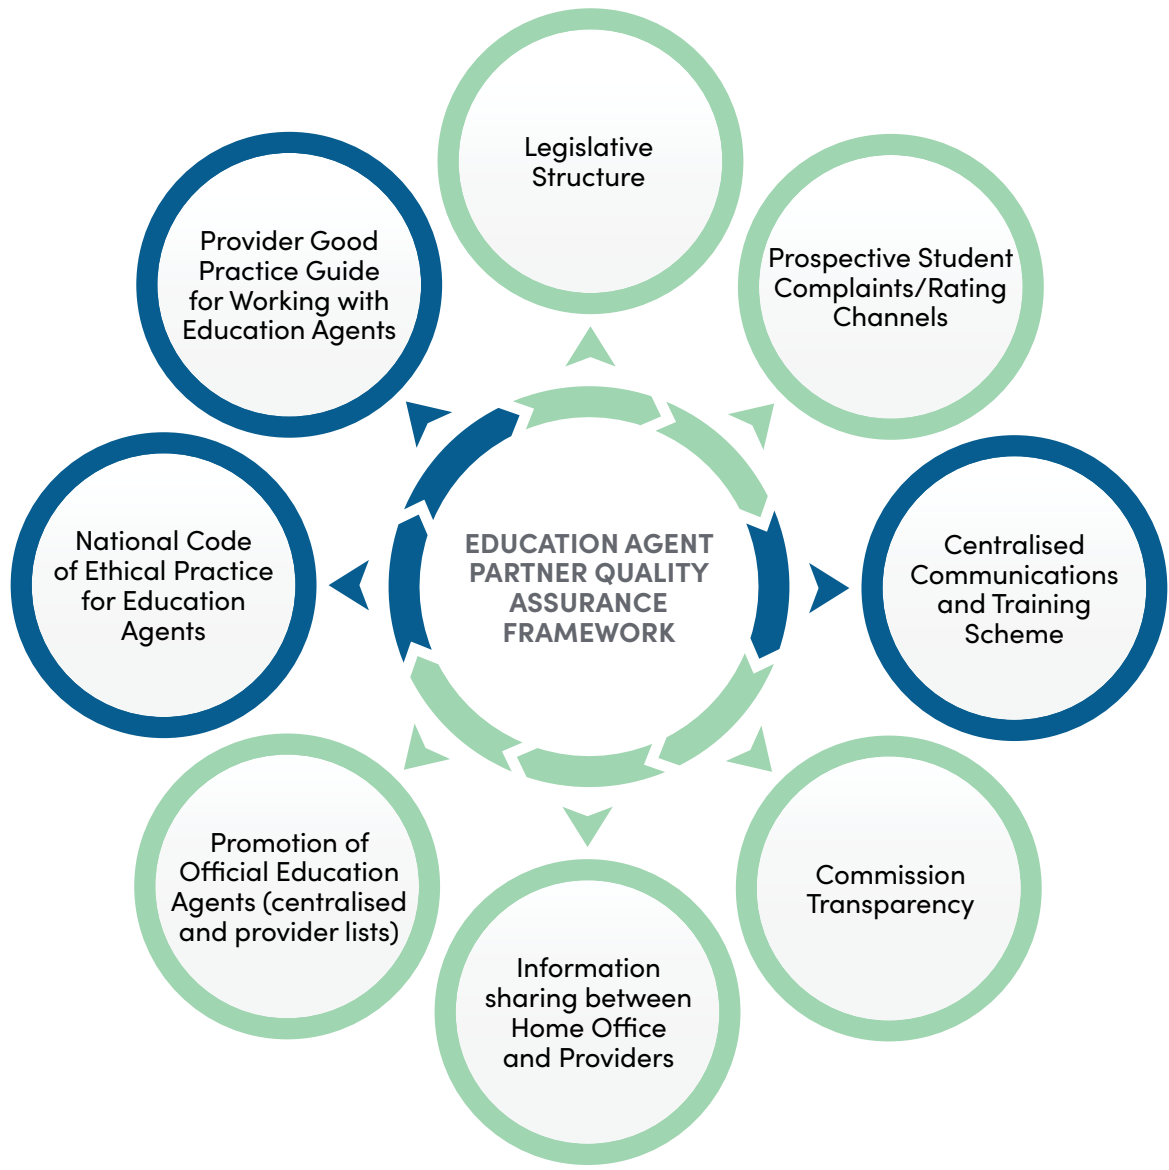 Legislative
Structure
Prospective Student
Complaints/Rating
Channels
Centralised
Communications
and Training
Scheme
Commission
Transparency
Information
sharing between
Home Office
and Providers
Promotion of
Official Education
Agents (centralised
and provider lists)
National Code
of Ethical Practice
for Education
Agents
Provider Good
Practice Guide
for Working with
Education Agents
EDUCATION AGENT
PARTNER QUALITY
ASSURANCE
FRAMEWORK